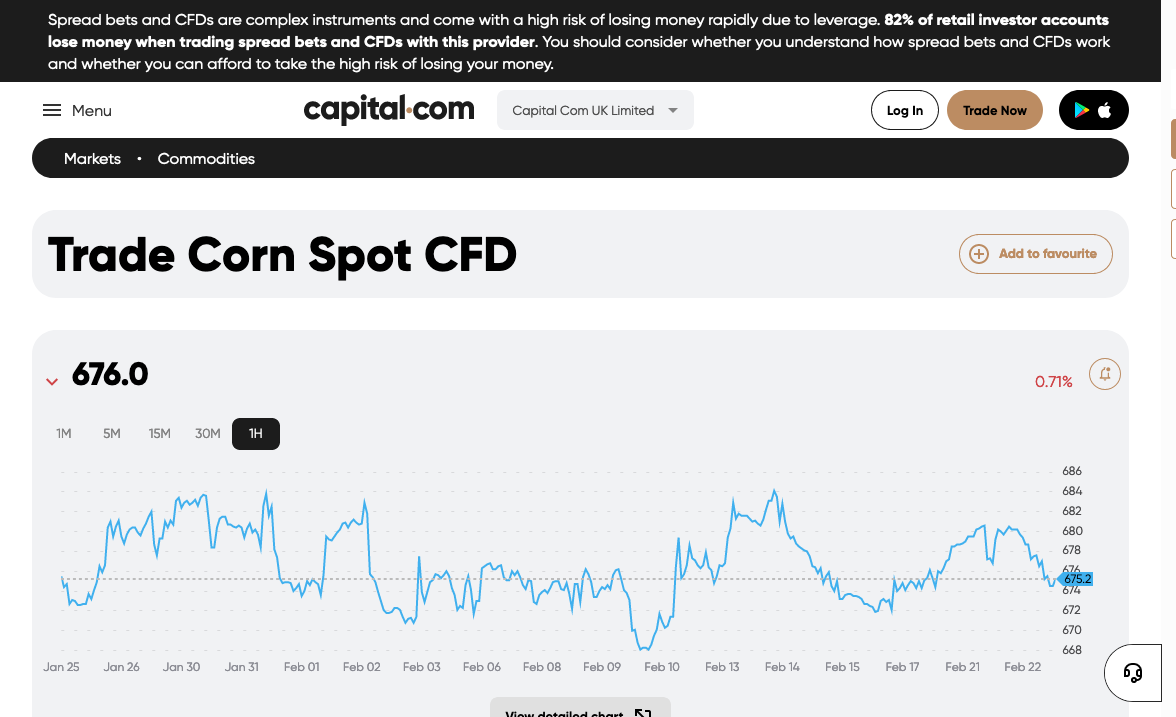 Spread bets and CFDs are complex instruments and come with a high risk of losing money rapidly due to leverage. 82% of retail investor accounts
lose money when trading spread bets and CFDs with this provider. You should consider whether you understand how spread bets and CFDs work
and whether you can afford to take the high risk of losing your money.
Menu
capital.com
Capital Com UK Limited
Log In
Trade Now
Markets • Commodities
Trade Corn Spot CFD
Add to favourite
676.0
0.71%
1M 5M 15M 30M 1H
686
684
682
680
678
676
675.2
674
672
670
668
Jan 25 Jan 26 Jan 30 Jan 31 Feb 01 Feb 02 Feb 03 Feb 06 Feb 08 Feb 09 Feb 10 Feb 13 Feb 14 Feb 15 Feb 17 Feb 21 Feb 22
View detailed chart